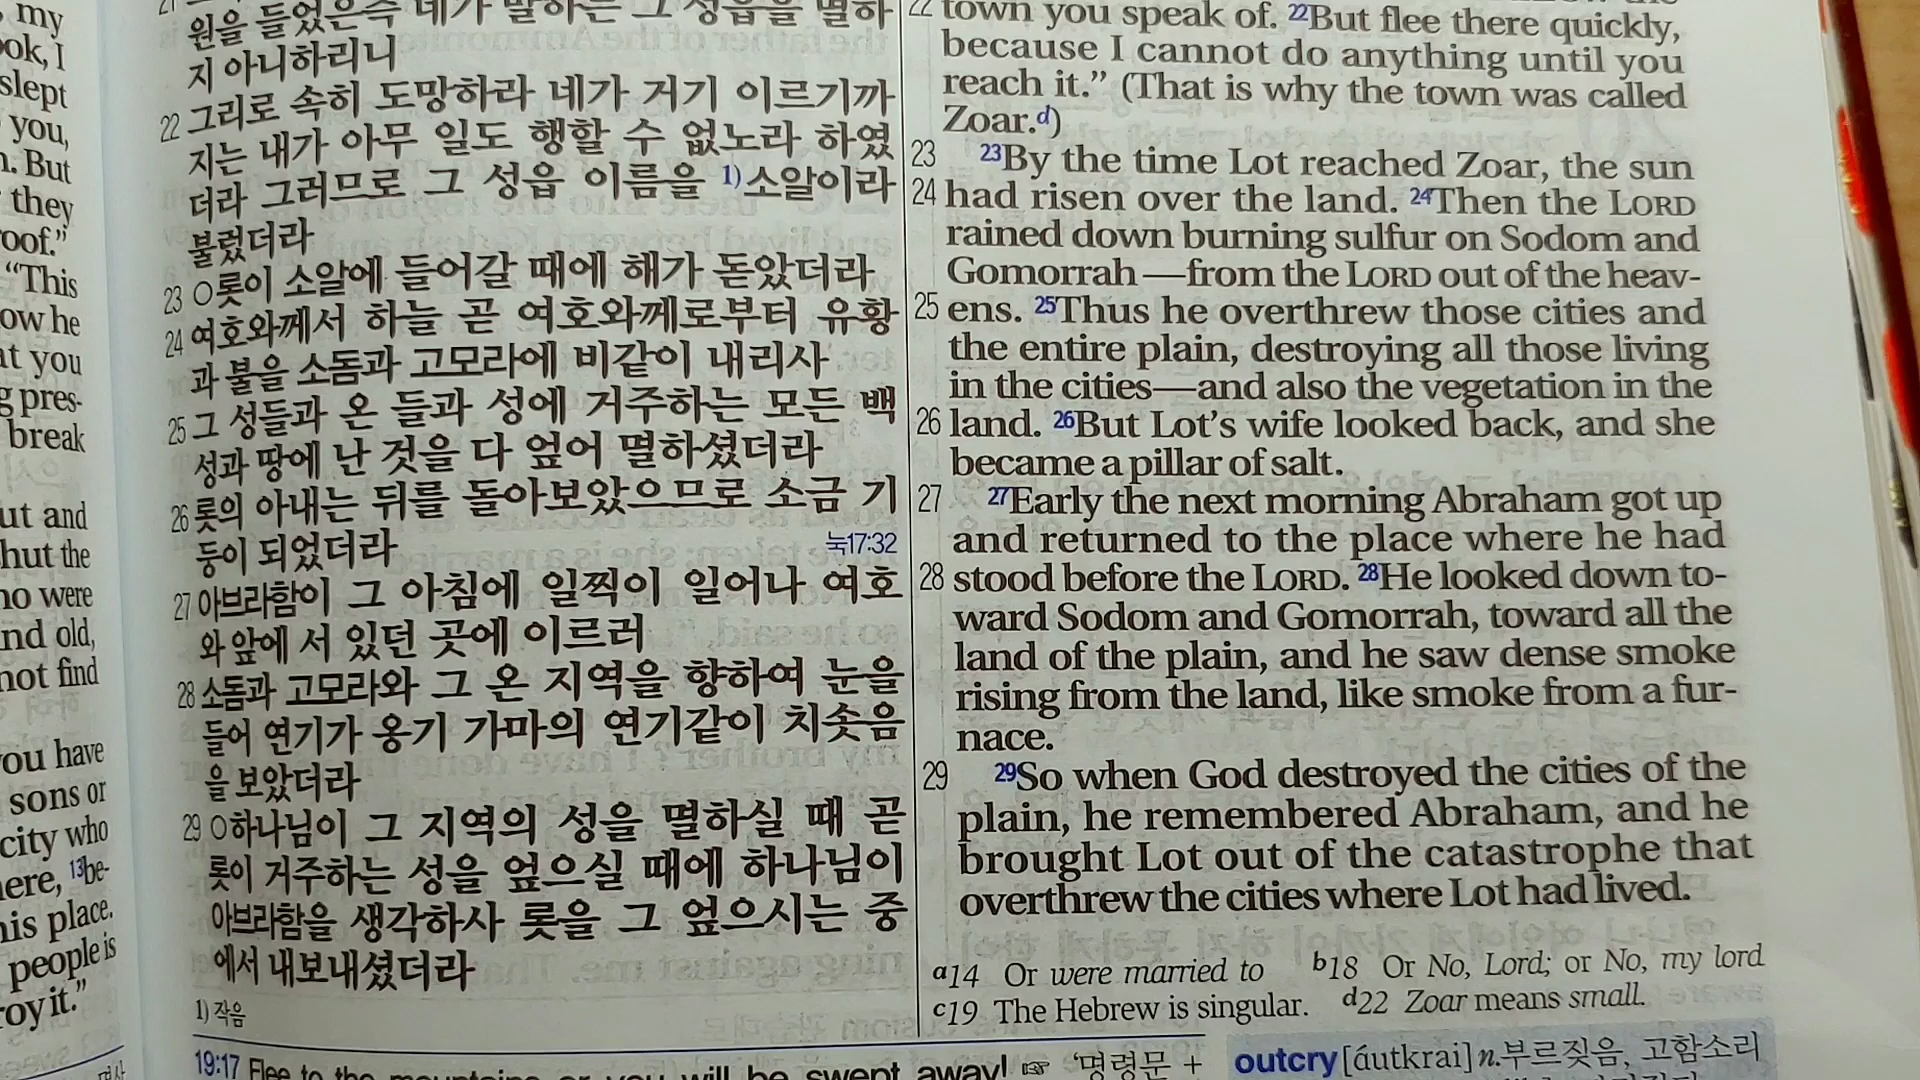 my
ook, I
slept
you,
n. But
they
oof.”
“This
ow he
at you
g pres-
break
ut and
hut the
no were
nd old,
not find
you have
sons or
city who
here, 13be-
his place.
people is
roy it.”
원을 들었은즉 네가 말하는 그 성읍을 멸하
지 아니하리니
22 그리로 속히 도망하라 네가 거기 이르기까
지는 내가 아무 일도 행할 수 없노라 하였
더라 그러므로 그 성읍 이름을 1)소알이라
불렀더라
23 ○롯이 소알에 들어갈 때에 해가 돋았더라
24 여호와께서 하늘 곧 여호와께로부터 유황
과 불을 소돔과 고모라에 비같이 내리사
25 그 성들과 온 들과 성에 거주하는 모든 백
성과 땅에 난 것을 다 엎어 멸하셨더라
26 롯의 아내는 뒤를 돌아보았으므로 소금 기
둥이 되었더라 눅17:32
27 아브라함이 그 아침에 일찍이 일어나 여호
와 앞에 서 있던 곳에 이르러
28 소돔과 고모라와 그 온 지역을 향하여 눈을
들어 연기가 옹기 가마의 연기같이 치솟음
을 보았더라
29 ○하나님이 그 지역의 성을 멸하실 때 곧
롯이 거주하는 성을 엎으실 때에 하나님이
아브라함을 생각하사 롯을 그 엎으시는 중
에서 내보내셨더라
1) 작음
22 town you speak of. 22But flee there quickly,
because I cannot do anything until you
reach it.” (That is why the town was called
Zoar.d)
23 23By the time Lot reached Zoar, the sun
24 had risen over the land. 24Then the LORD
rained down burning sulfur on Sodom and
Gomorrah—from the LORD out of the heav-
25 ens. 25Thus he overthrew those cities and
the entire plain, destroying all those living
in the cities—and also the vegetation in the
26 land. 26But Lot’s wife looked back, and she
became a pillar of salt.
27 27Early the next morning Abraham got up
and returned to the place where he had
28 stood before the LORD. 28He looked down to-
ward Sodom and Gomorrah, toward all the
land of the plain, and he saw dense smoke
rising from the land, like smoke from a fur-
nace.
29 29So when God destroyed the cities of the
plain, he remembered Abraham, and he
brought Lot out of the catastrophe that
overthrew the cities where Lot had lived.
a14 Or were married to b18 Or No, Lord; or No, my lord
c19 The Hebrew is singular. d22 Zoar means small.
19:17 Flee to the mountains or you will be swept away! ☞ ‘명령문 +
outcry [áutkrai] n.부르짖음, 고함소리